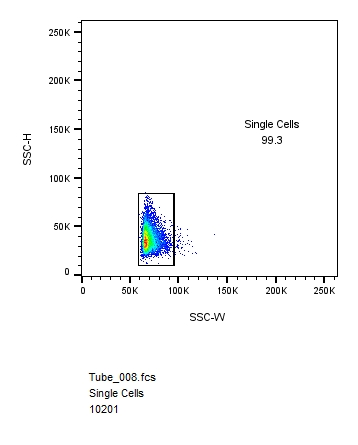 250K
200K
150K
100K
50K
0
SSC-H
Single Cells
99.3
0 50K 100K 150K 200K 250K
SSC-W
Tube_008.fcs
Single Cells
10201